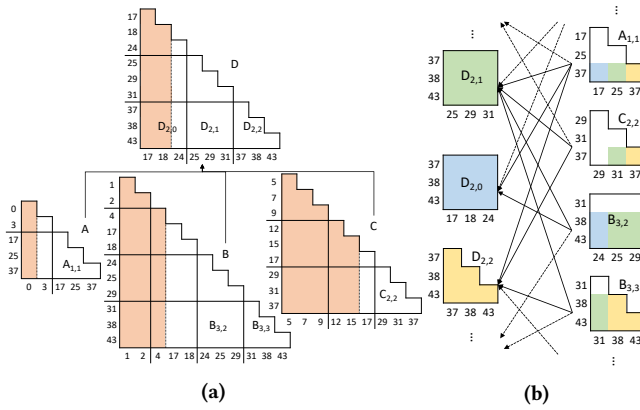 17
18
24
25
29
31
37
38
43
D
D2,0 D2,1 D2,2
17 18 24 25 29 31 37 38 43
0
3
17
25
37
A
A1,1
0 3 17 25 37
1
2
4
17
18
24
25
29
31
38
43
B
B3,2 B3,3
1 2 4 17 18 24 25 29 31 38 43
5
7
9
12
15
17
29
31
37
C
C2,2
5 7 9 12 15 17 29 31 37
(a)
...
37
38
43
D2,1
25 29 31
37
38
43
D2,0
17 18 24
37
38
43
D2,2
37 38 43
...
...
17
25
37
A1,1
17 25 37
29
31
37
C2,2
29 31 37
31
38
43
B3,2
24 25 29
31
38
43
B3,3
31 38 43
...
(b)